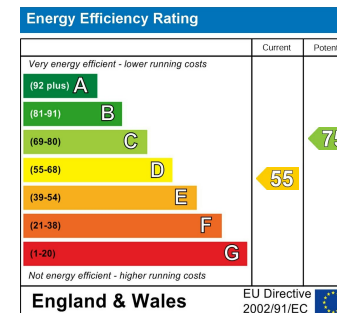 Energy Efficiency Rating
Current
Very energy efficient - lower running costs
(92 plus) A
(81-91) B
(69-80) C
(55-68) D
55
(39-54) E
(21-38) F
(1-20) G
Not energy efficient - higher running costs
England & Wales
EU Directive
2002/91/EC